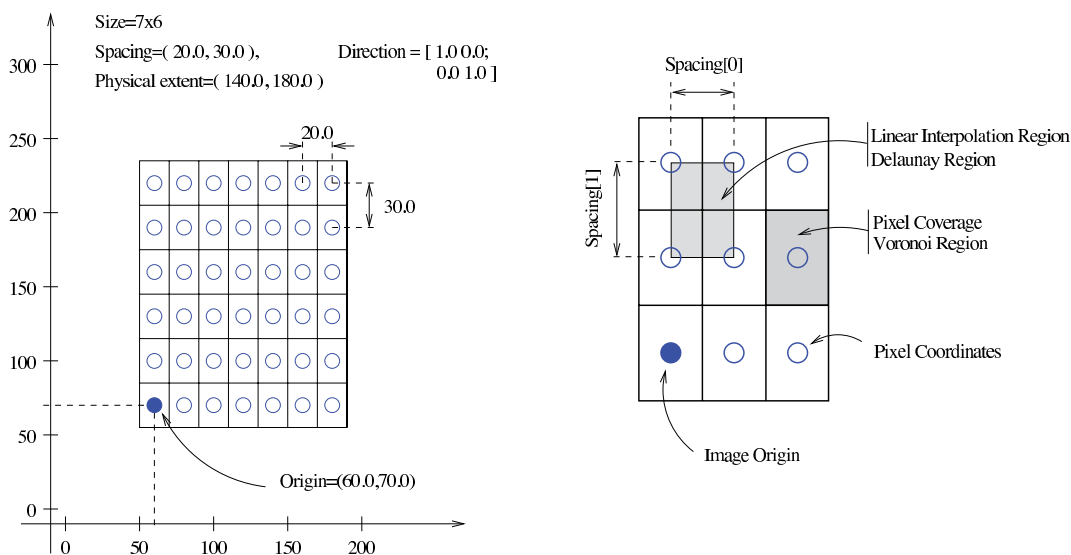 Size=7x6
Spacing=( 20.0, 30.0 ),
Physical extent=( 140.0, 180.0 )
Direction = [ 1.0 0.0;
0.0 1.0 ]
300
250
200
150
100
50
0
20.0
30.0
Origin=(60.0,70.0)
0
50
100
150
200
Spacing[0]
Spacing[1]
Linear Interpolation Region
Delaunay Region
Pixel Coverage
Voronoi Region
Pixel Coordinates
Image Origin